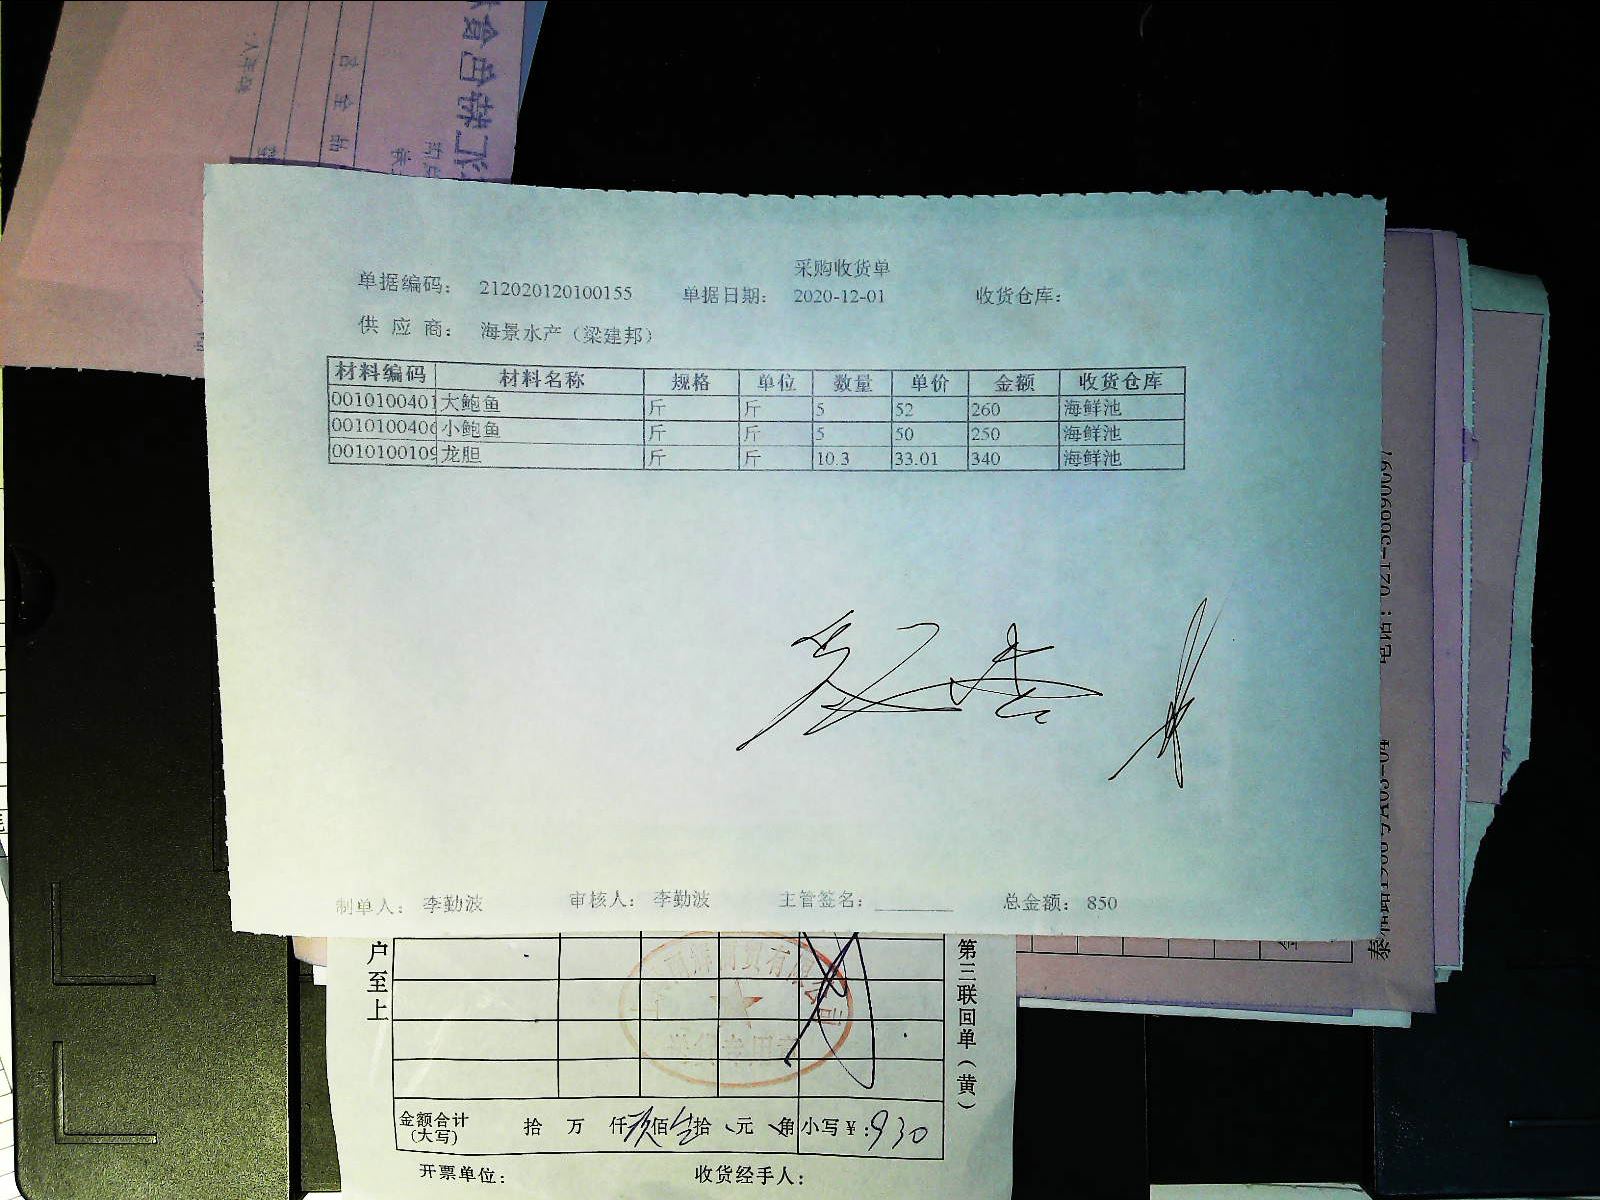 采购收货单
单据编码： 212020120100155 单据日期： 2020-12-01 收货仓库：
供 应 商： 海景水产（梁建邦）
材料编码 材料名称 规格 单位 数量 单价 金额 收货仓库
0010100401 大鲍鱼 斤 斤 5 52 260 海鲜池
001010040 小鲍鱼 斤 斤 5 50 250 海鲜池
001010010 龙胆 斤 斤 10.3 33.01 340 海鲜池
制单人： 李勤波 审核人： 李勤波 主管签名： 总金额： 850
户至上
第三联回单（黄）
金额合计（大写） 拾 万 仟 玖佰 拾 元 角 小写￥：930
开票单位： 收货经手人：